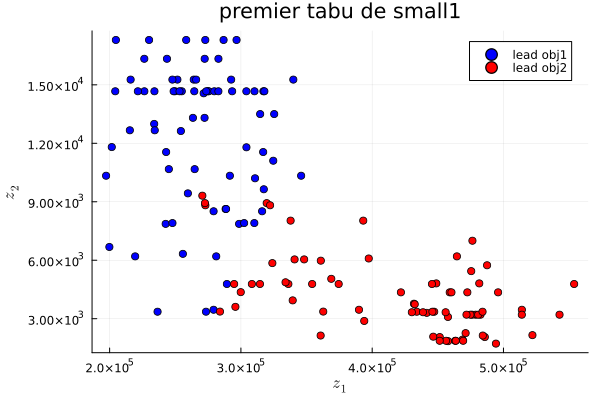 premier tabu de small1
lead obj1
lead obj2
z₂
1.50×10⁴
1.20×10⁴
9.00×10³
6.00×10³
3.00×10³
2.0×10⁵ 3.0×10⁵ 4.0×10⁵ 5.0×10⁵
z₁